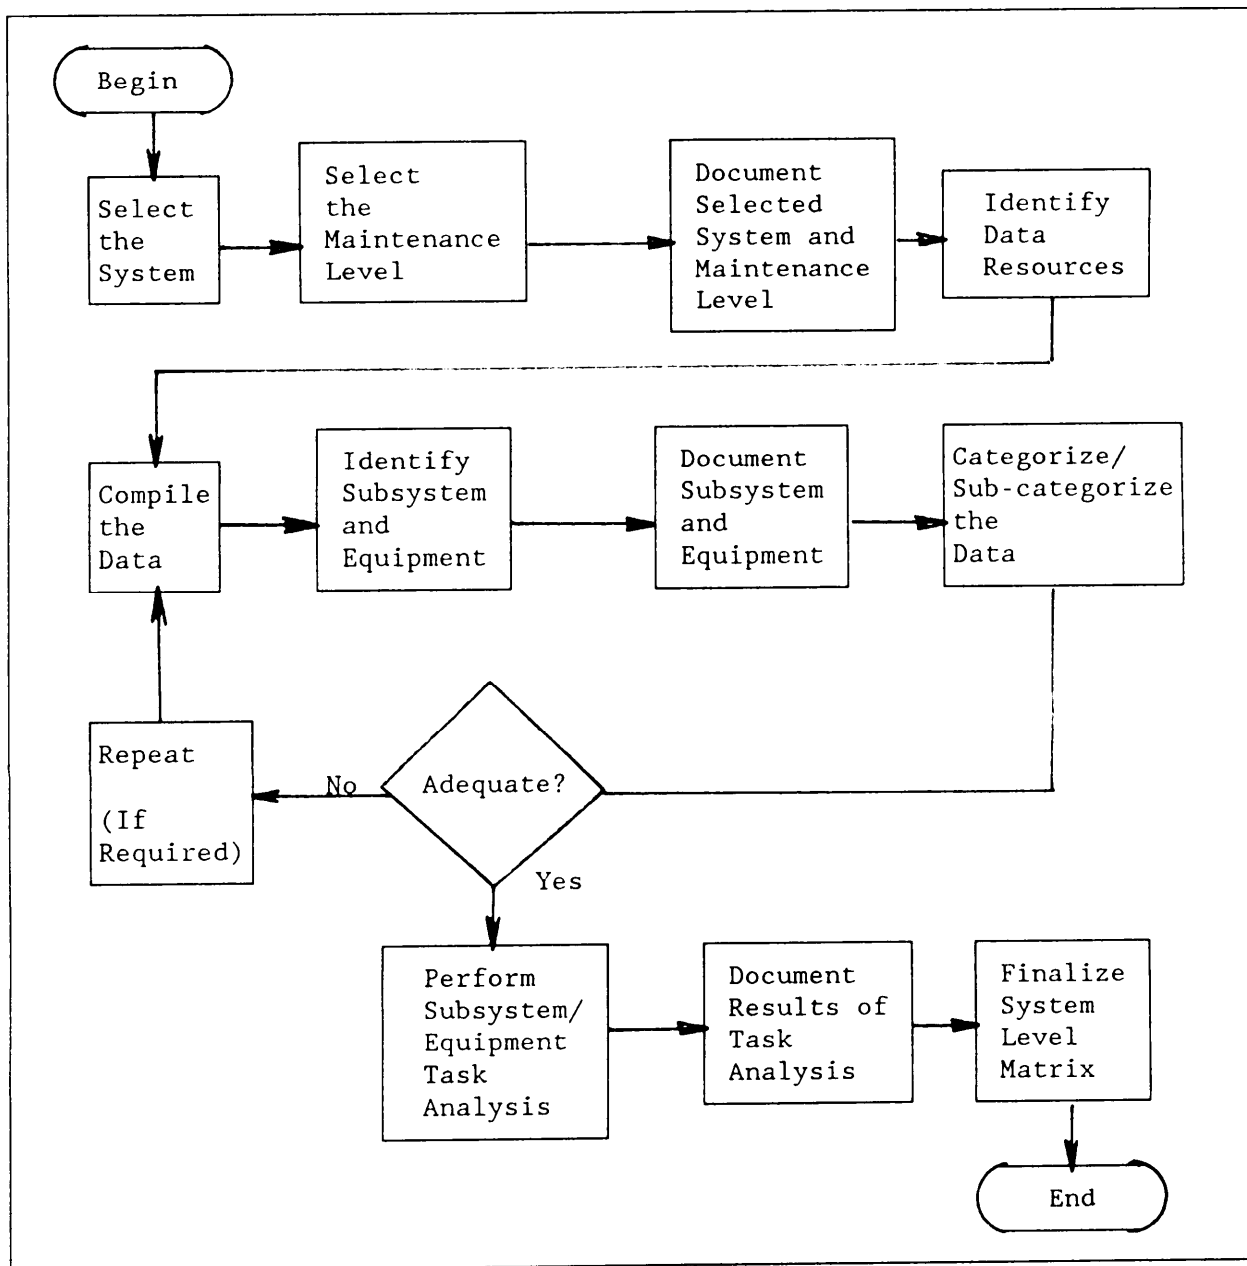 Begin
Select
the
System
Select
the
Maintenance
Level
Document
Selected
System and
Maintenance
Level
Identify
Data
Resources
Compile
the
Data
Identify
Subsystem
and
Equipment
Document
Subsystem
and
Equipment
Categorize/
Sub-categorize
the
Data
Repeat
(If
Required)
No
Adequate?
Yes
Perform
Subsystem/
Equipment
Task
Analysis
Document
Results of
Task
Analysis
Finalize
System
Level
Matrix
End